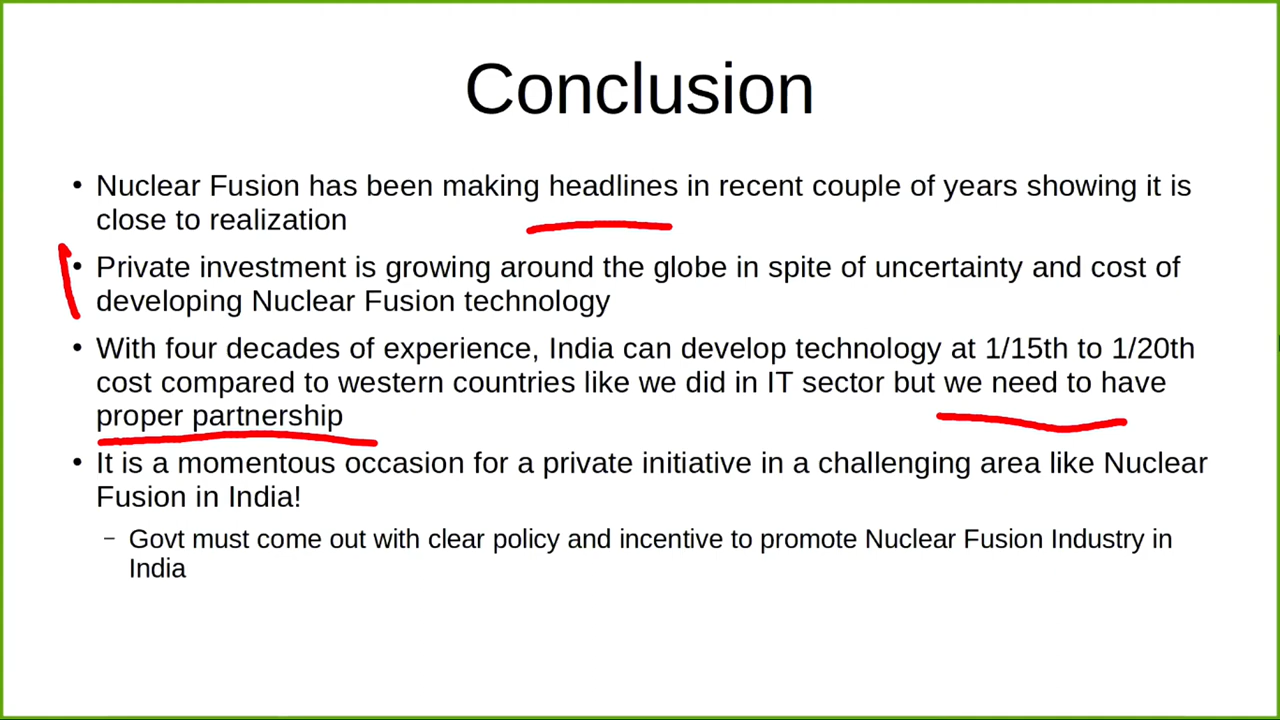 Conclusion
• Nuclear Fusion has been making headlines in recent couple of years showing it is
close to realization
• Private investment is growing around the globe in spite of uncertainty and cost of
developing Nuclear Fusion technology
• With four decades of experience, India can develop technology at 1/15th to 1/20th
cost compared to western countries like we did in IT sector but we need to have
proper partnership
• It is a momentous occasion for a private initiative in a challenging area like Nuclear
Fusion in India!
– Govt must come out with clear policy and incentive to promote Nuclear Fusion Industry in
India